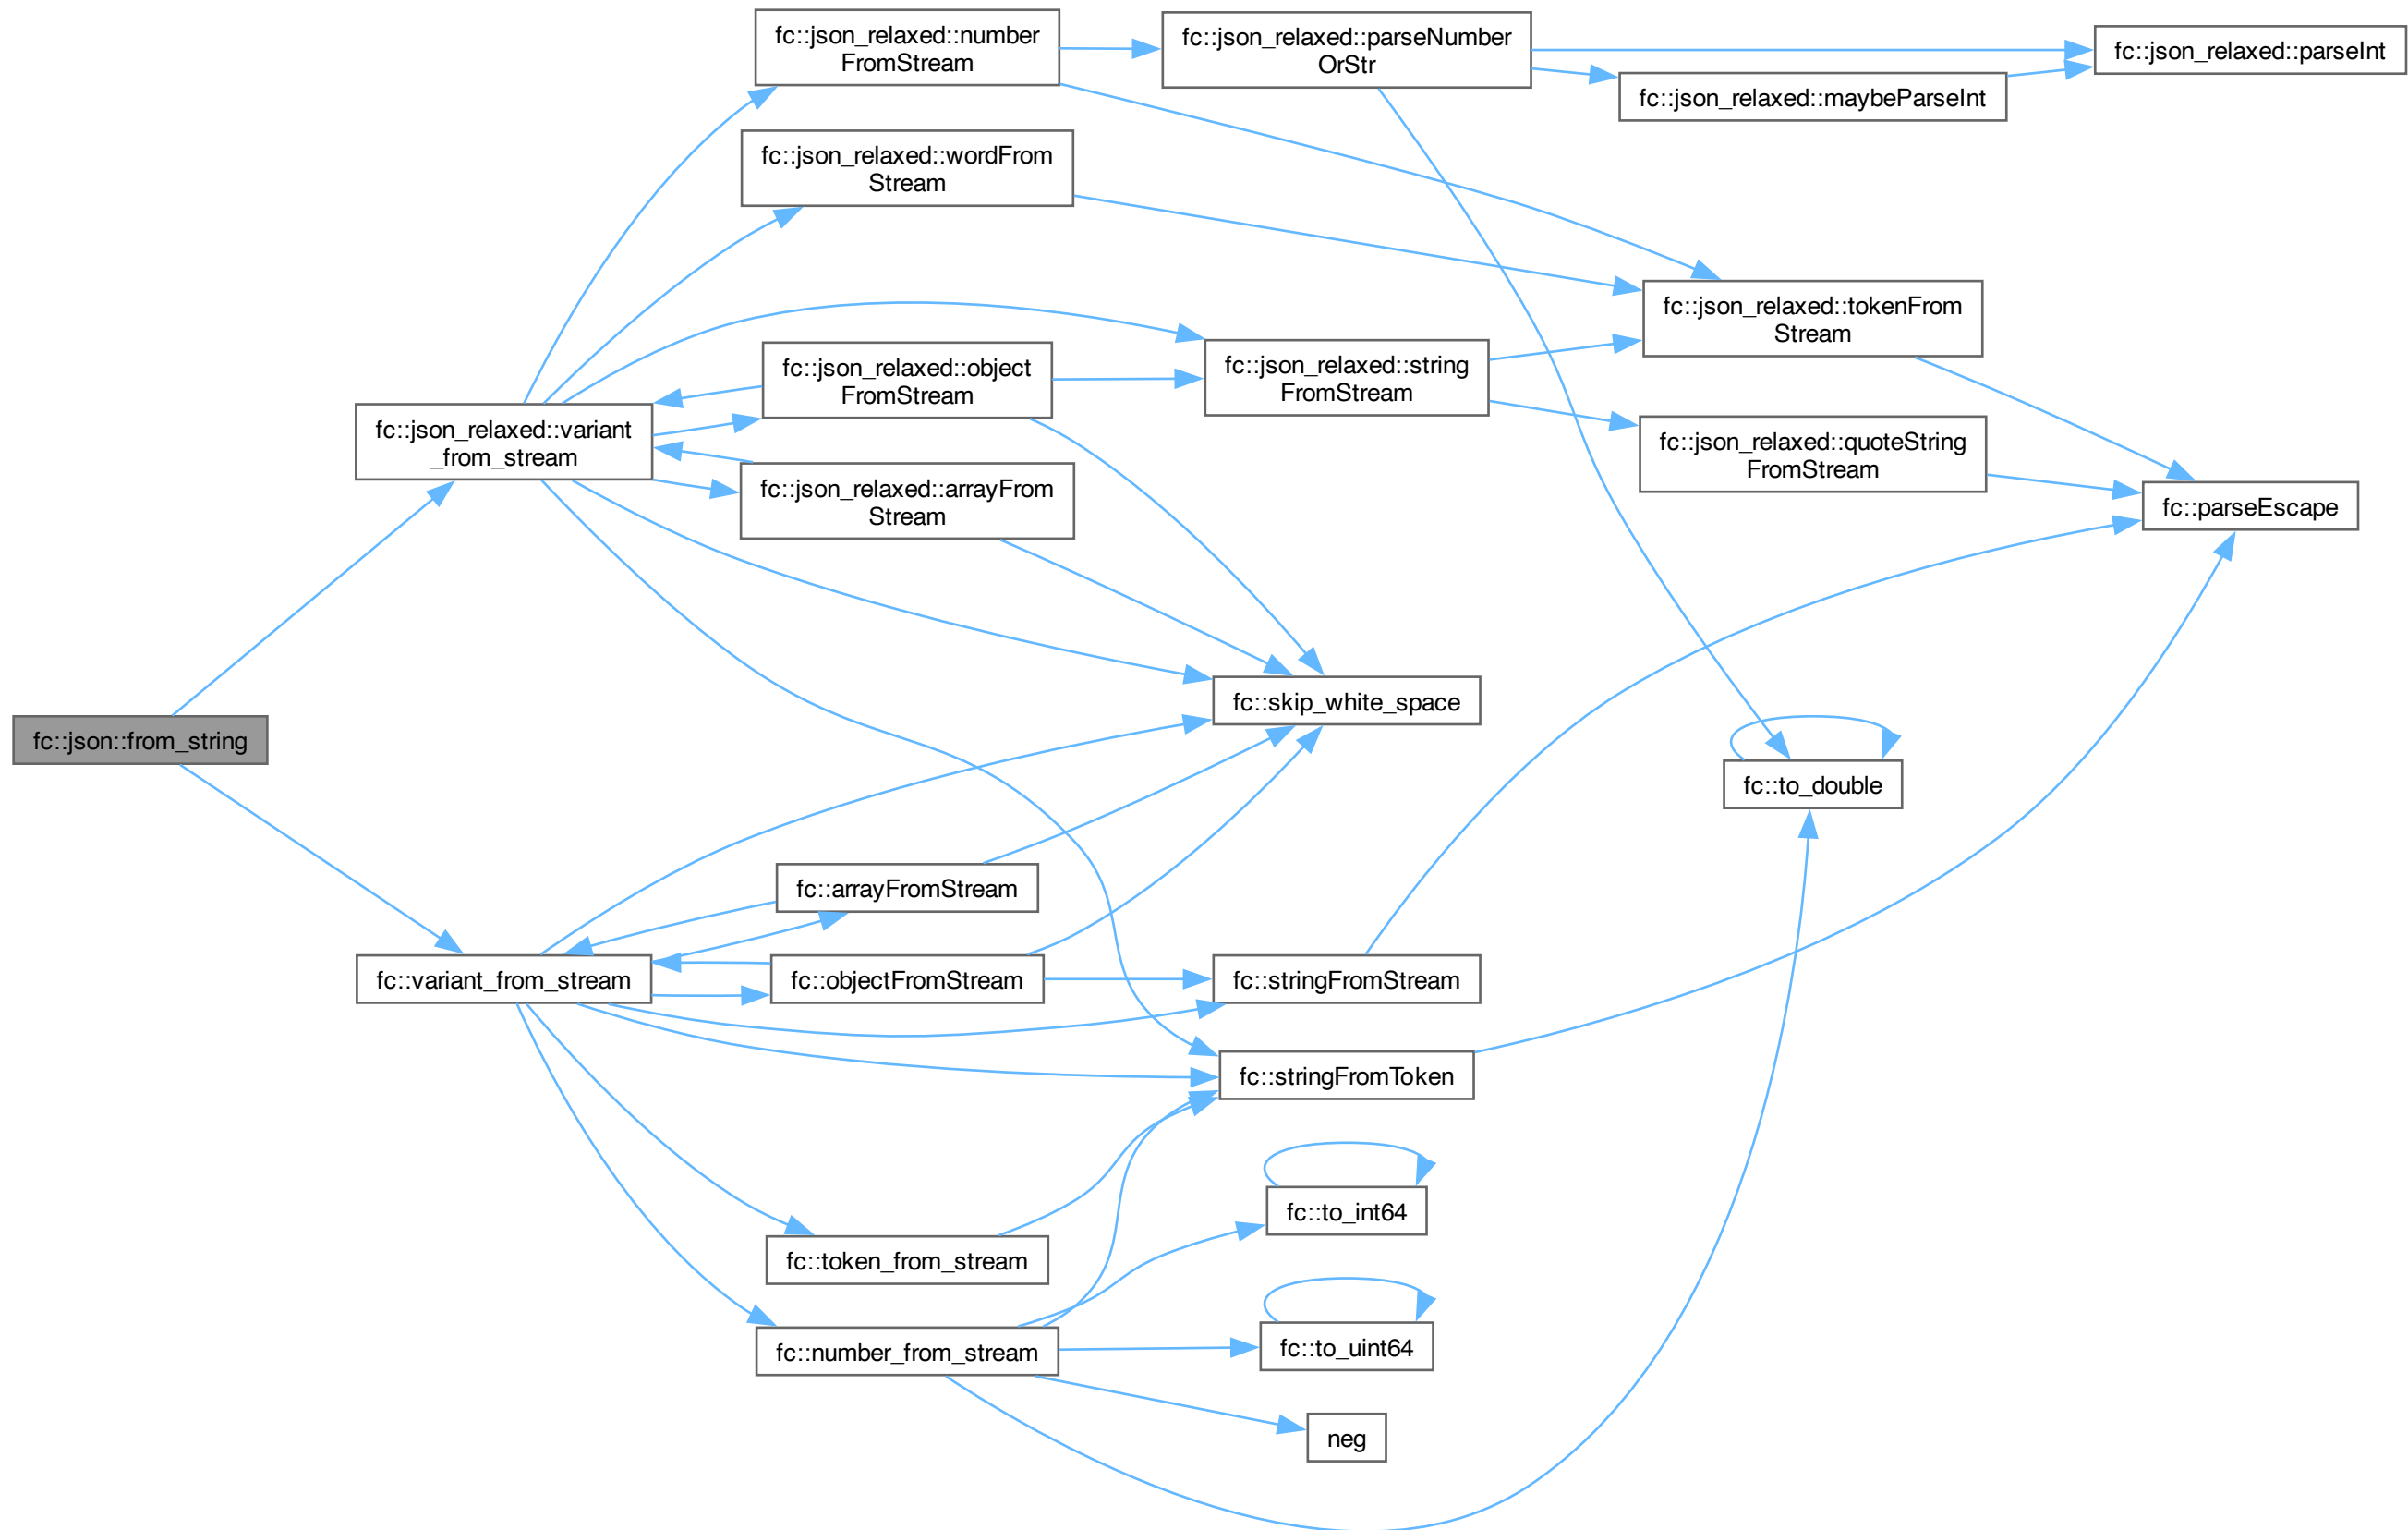 fc::json::from_string
fc::json_relaxed::variant
_from_stream
fc::variant_from_stream
fc::json_relaxed::number
FromStream
fc::json_relaxed::wordFrom
Stream
fc::json_relaxed::object
FromStream
fc::json_relaxed::arrayFrom
Stream
fc::arrayFromStream
fc::objectFromStream
fc::token_from_stream
fc::number_from_stream
fc::json_relaxed::parseNumber
OrStr
fc::json_relaxed::string
FromStream
fc::skip_white_space
fc::stringFromStream
fc::stringFromToken
fc::to_int64
fc::to_uint64
neg
fc::json_relaxed::maybeParseInt
fc::json_relaxed::tokenFrom
Stream
fc::json_relaxed::quoteString
FromStream
fc::to_double
fc::json_relaxed::parseInt
fc::parseEscape